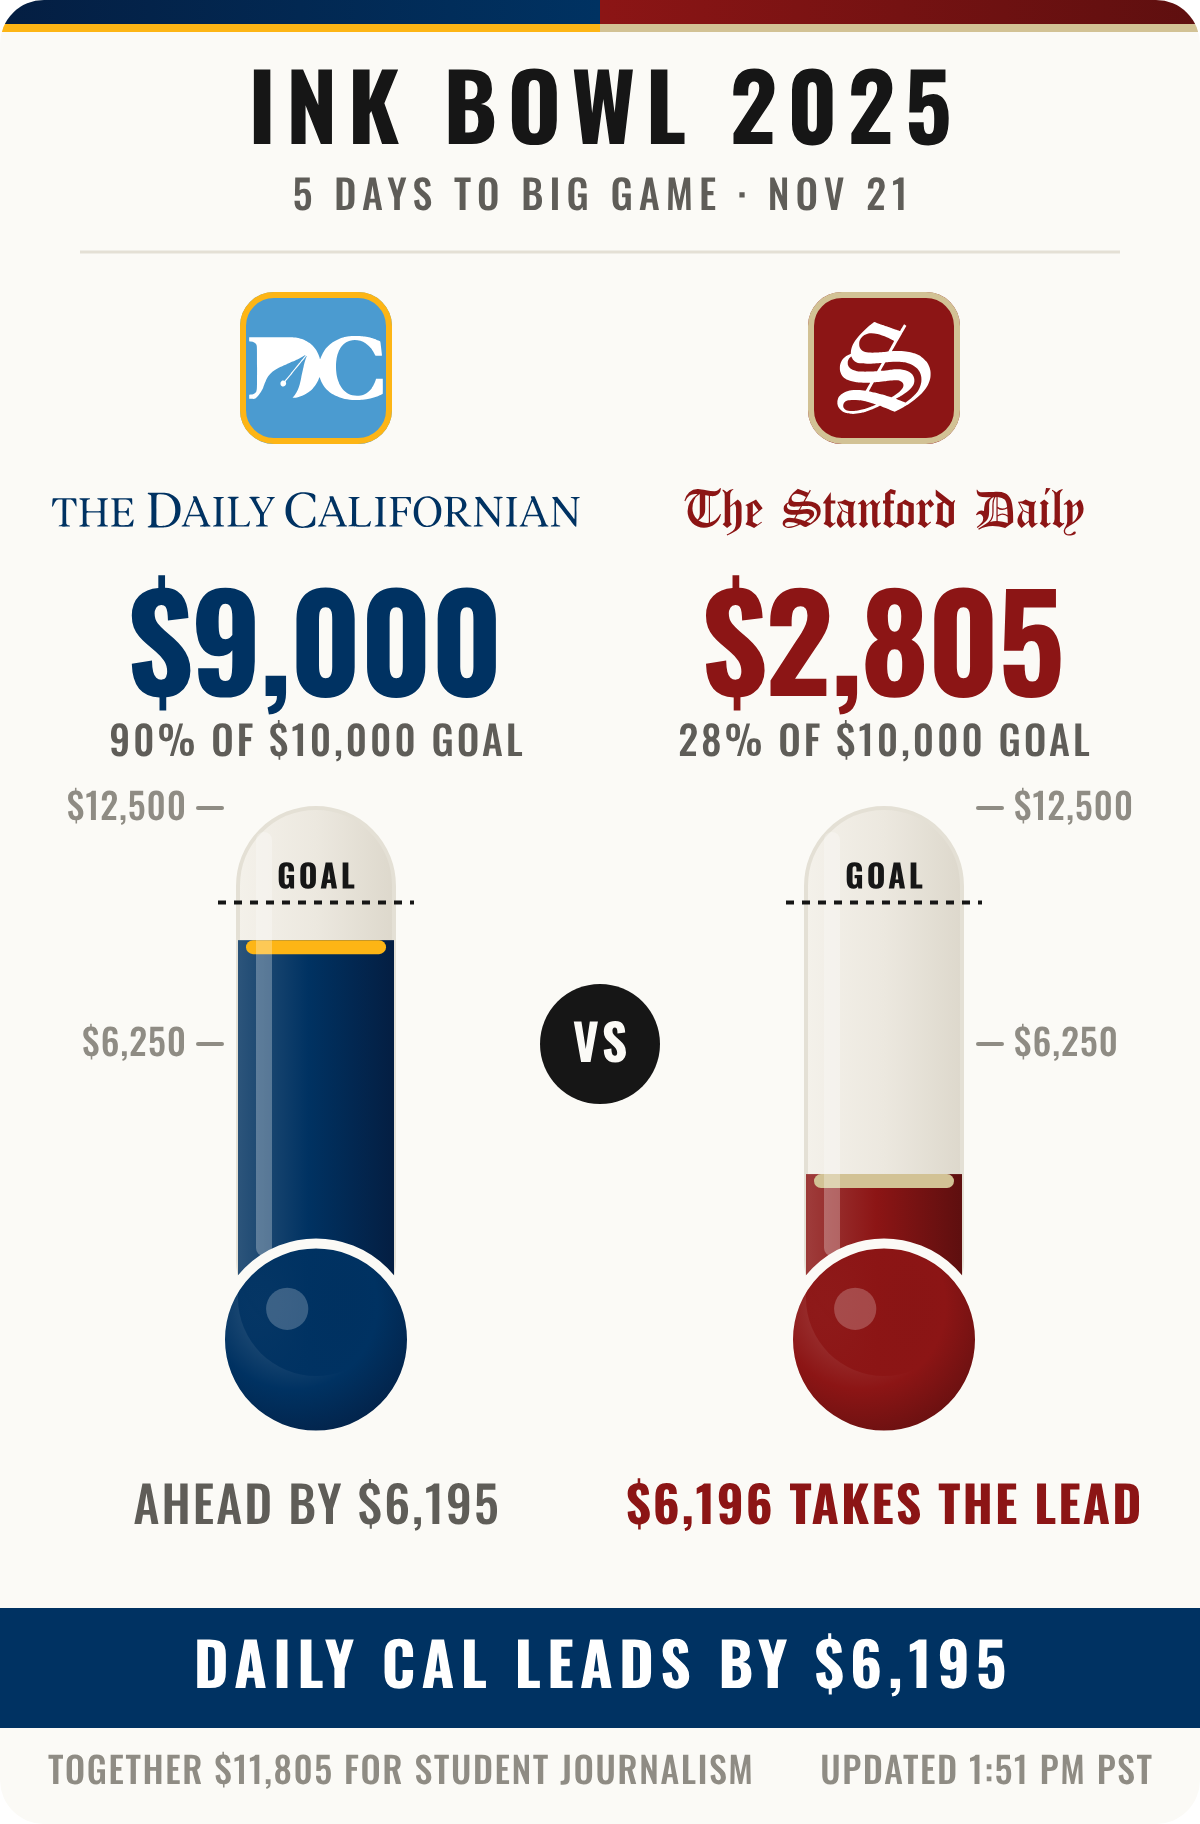 INK BOWL 2025
5 DAYS TO BIG GAME · NOV 21
DC
S
THE DAILY CALIFORNIAN
The Stanford Daily
$9,000
$2,805
90% OF $10,000 GOAL
28% OF $10,000 GOAL
$12,500
$12,500
GOAL
GOAL
$6,250
VS
$6,250
AHEAD BY $6,195
$6,196 TAKES THE LEAD
DAILY CAL LEADS BY $6,195
TOGETHER $11,805 FOR STUDENT JOURNALISM
UPDATED 1:51 PM PST